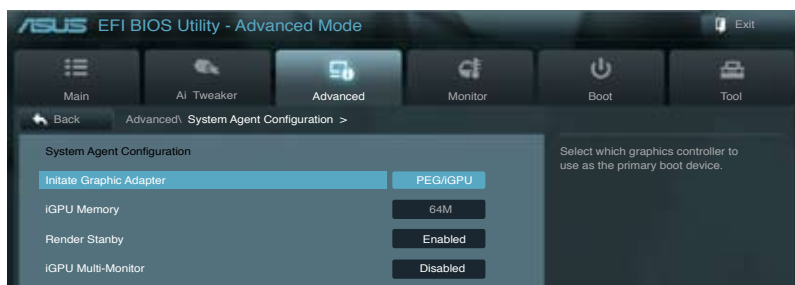 ASUS EFI BIOS Utility - Advanced Mode
Exit
Main
Ai Tweaker
Advanced
Monitor
Boot
Tool
Back
Advanced\ System Agent Configuration >
System Agent Configuration
Select which graphics controller to
use as the primary boot device.
Initate Graphic Adapter PEG/iGPU
iGPU Memory 64M
Render Stanby Enabled
iGPU Multi-Monitor Disabled